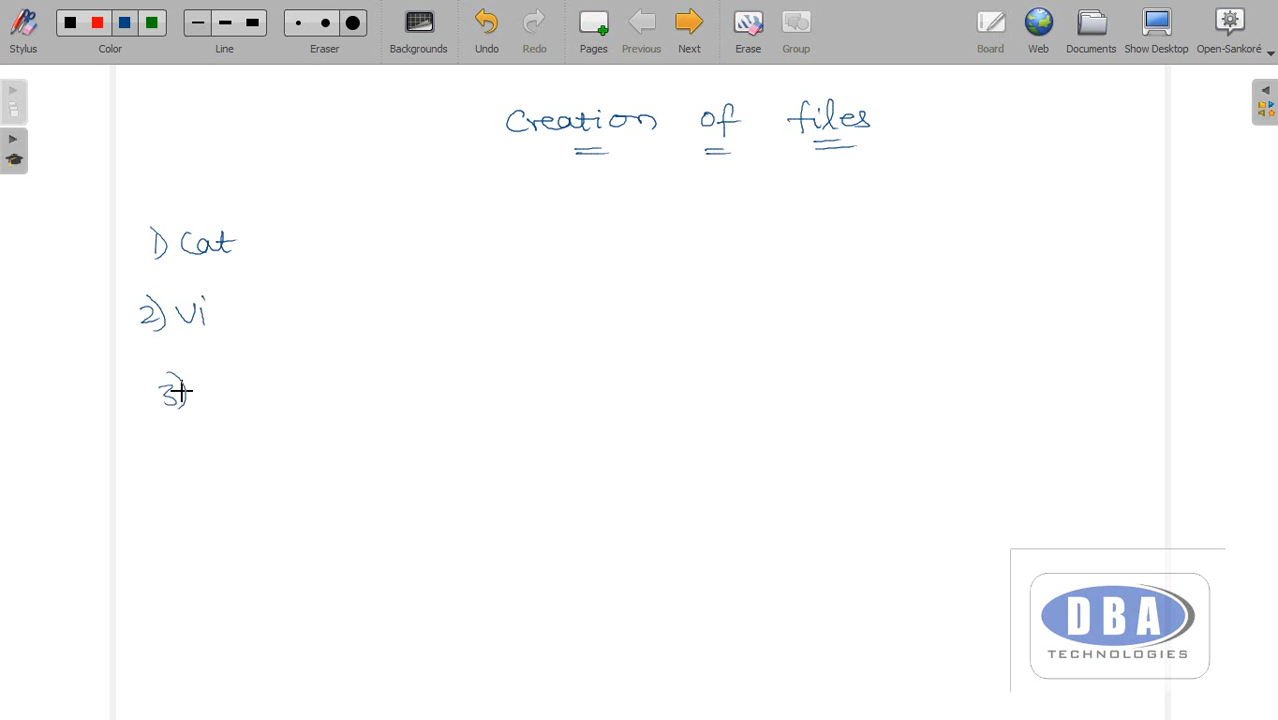 Stylus Color Line Eraser Backgrounds Undo Redo Pages Previous Next Erase Group Board Web Documents Show Desktop Open-Sankoré
Creation of files
1) Cat
2) Vi
3)
DBA
TECHNOLOGIES